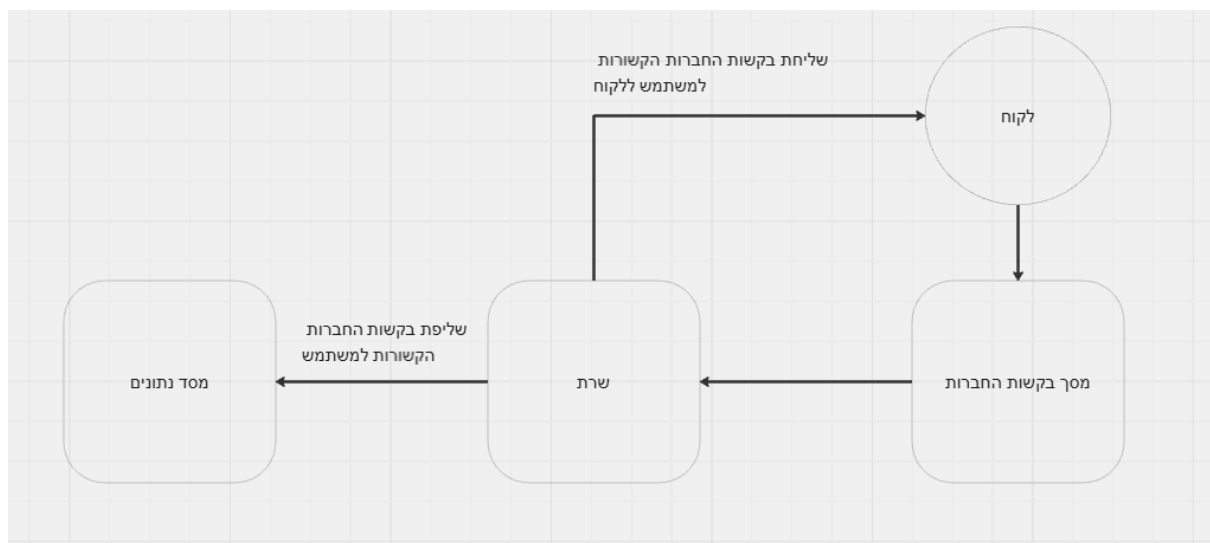 שליחת בקשות החברות הקשורות
למשתמש ללקוח
לקוח
שליפת בקשות החברות
הקשורות למשתמש
מסך בקשות החברות
שרת
מסד נתונים